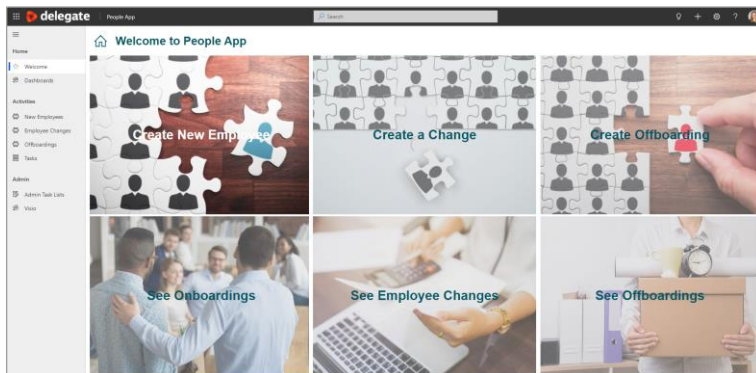 delegate People App Search ?
Welcome to People App
Home
Welcome
Dashboards
Activities
New Employees
Employee Changes
Offboardings
Tasks
Admin
Admin Task Lists
Visio
Create New Employee
Create a Change
Create Offboarding
See Onboardings
See Employee Changes
See Offboardings